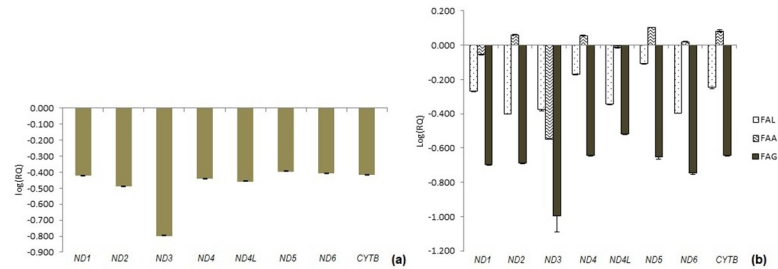 0.000
-0.100
-0.200
-0.300
-0.400
-0.500
-0.600
-0.700
-0.800
-0.900
log(RQ)
ND1 ND2 ND3 ND4 ND4L ND5 ND6 CYTB (a)
0.200
0.000
-0.200
-0.400
-0.600
-0.800
-1.000
-1.200
Log(RQ)
FAL
FAA
FAG
ND1 ND2 ND3 ND4 ND4L ND5 ND6 CYTB (b)